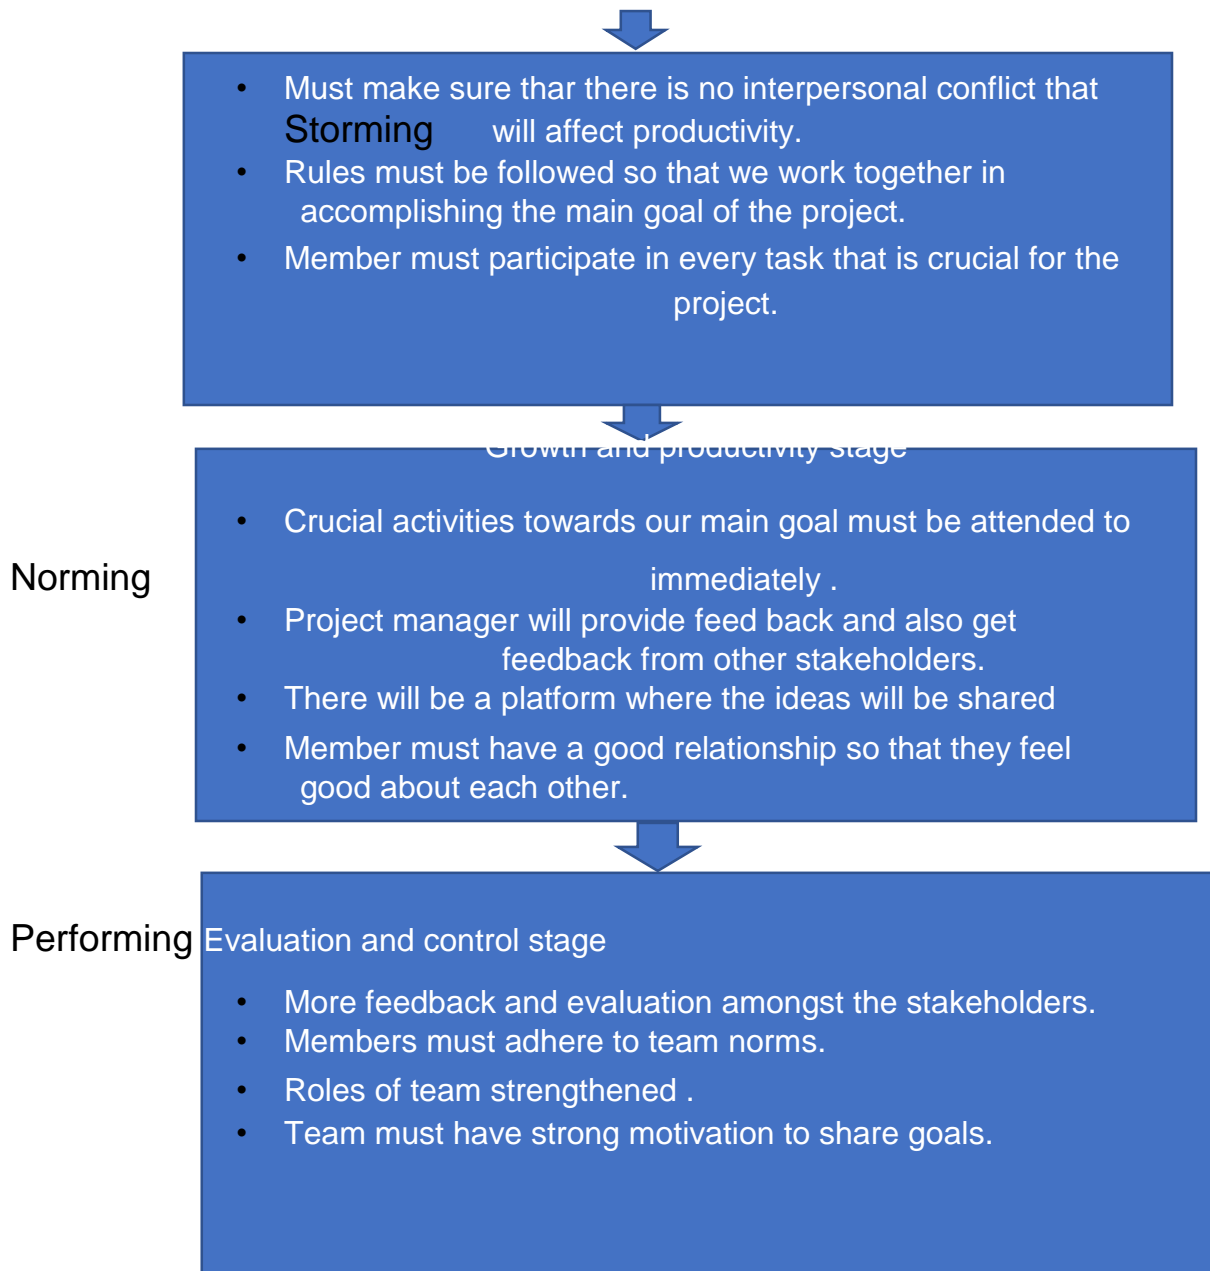 • Must make sure thar there is no interpersonal conflict that
Storming will affect productivity.
• Rules must be followed so that we work together in
accomplishing the main goal of the project.
• Member must participate in every task that is crucial for the
project.
Growth and productivity stage
• Crucial activities towards our main goal must be attended to
Norming immediately .
• Project manager will provide feed back and also get
feedback from other stakeholders.
• There will be a platform where the ideas will be shared
• Member must have a good relationship so that they feel
good about each other.
Performing Evaluation and control stage
• More feedback and evaluation amongst the stakeholders.
• Members must adhere to team norms.
• Roles of team strengthened .
• Team must have strong motivation to share goals.